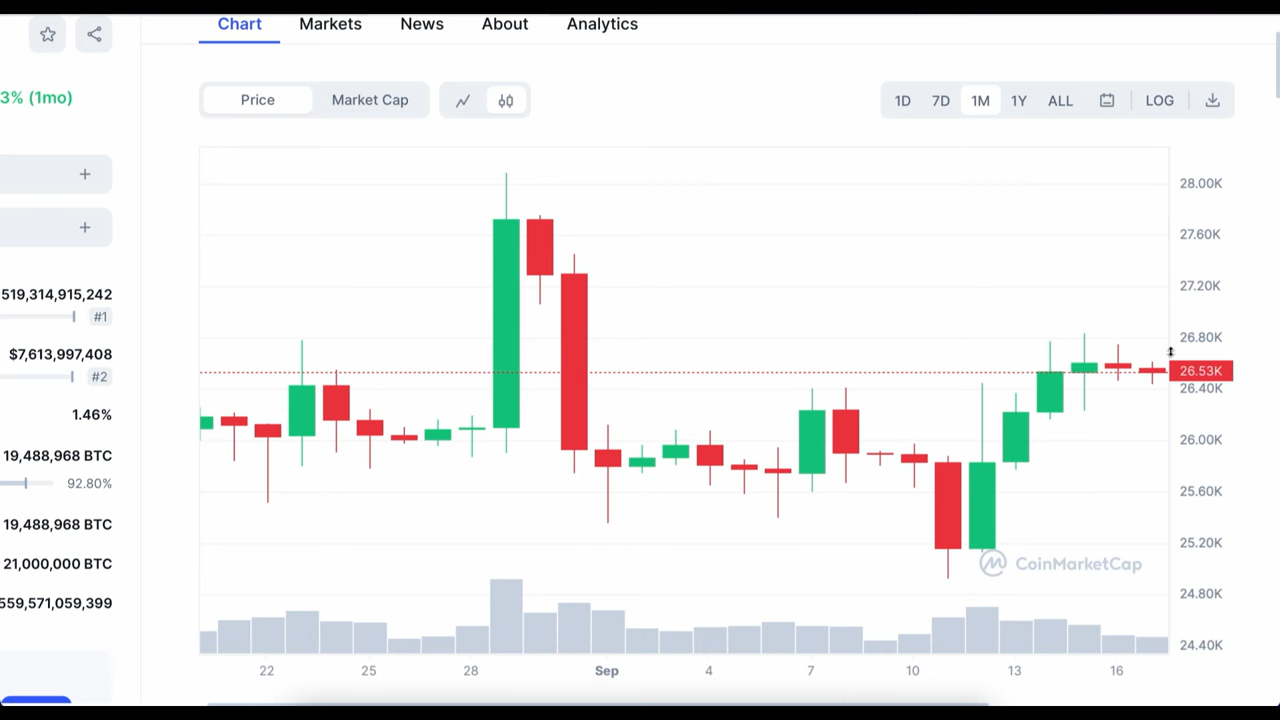 Chart Markets News About Analytics
3% (1mo)
Price Market Cap
1D 7D 1M 1Y ALL LOG
+
+
519,314,915,242
#1
$7,613,997,408
#2
1.46%
19,488,968 BTC
92.80%
19,488,968 BTC
21,000,000 BTC
559,571,059,399
28.00K
27.60K
27.20K
26.80K
26.53K
26.40K
26.00K
25.60K
25.20K
24.80K
24.40K
CoinMarketCap
22 25 28 Sep 4 7 10 13 16